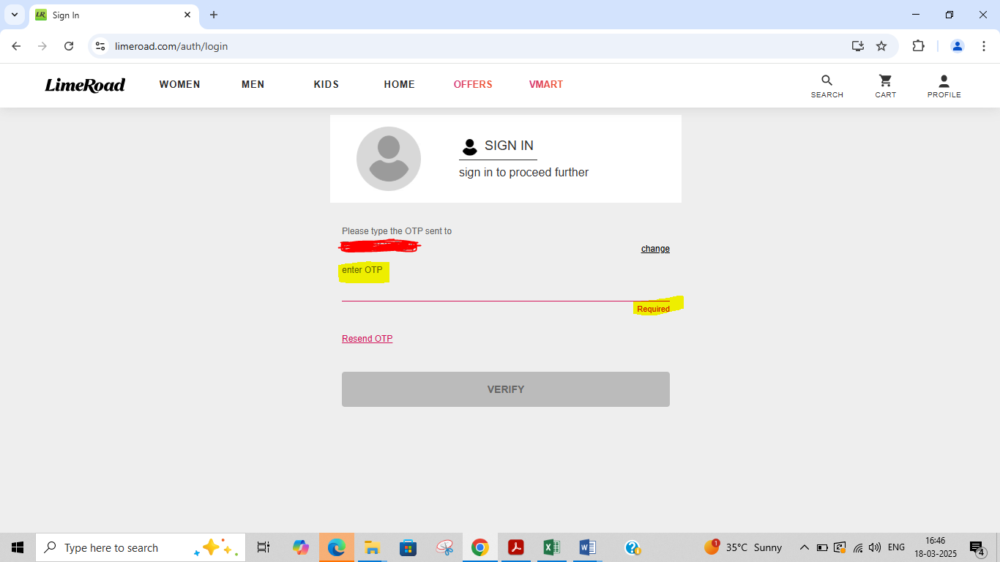 Sign In
limeroad.com/auth/login
LimeRoad
WOMEN
MEN
KIDS
HOME
OFFERS
VMART
SEARCH
CART
PROFILE
SIGN IN
sign in to proceed further
Please type the OTP sent to
change
enter OTP
Required
Resend OTP
VERIFY
Type here to search
1
35°C Sunny
ENG
16:46
18-03-2025
4